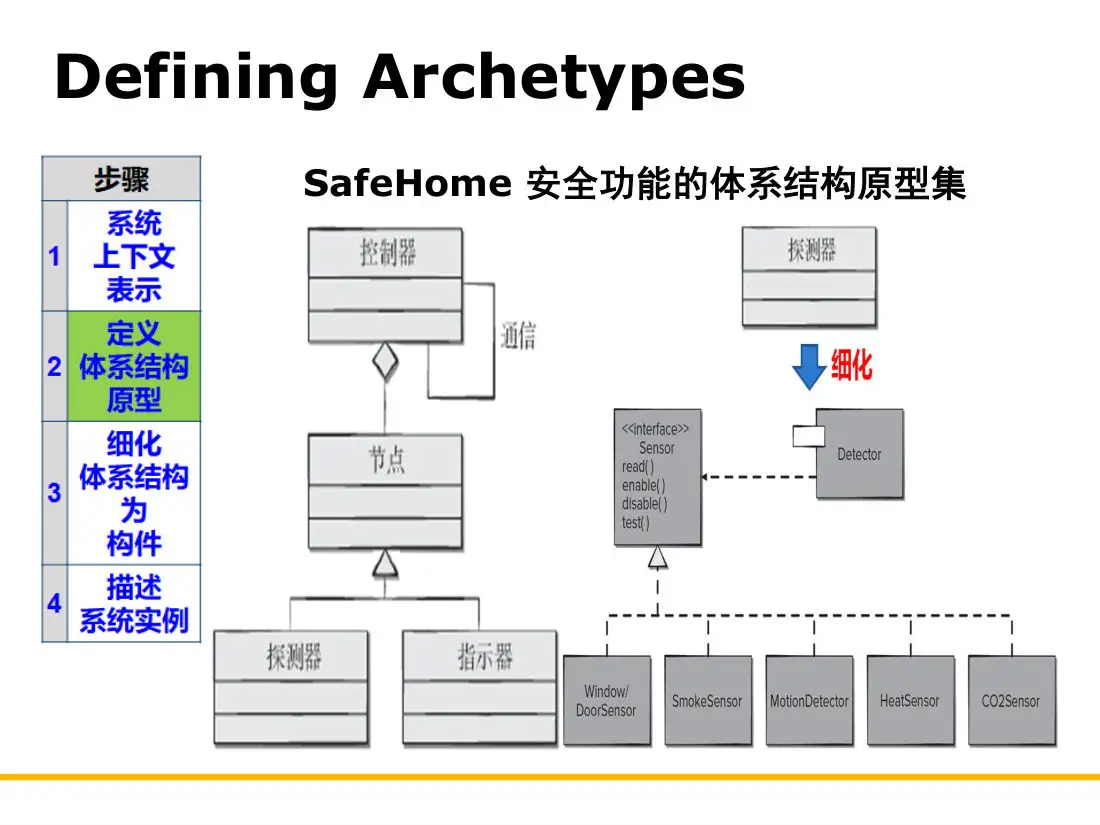 Defining Archetypes
步骤
1
系统
上下文
表示
2
定义
体系结构
原型
3
细化
体系结构
为
构件
4
描述
系统实例
SafeHome 安全功能的体系结构原型集
控制器
通信
节点
探测器
指示器
探测器
细化
<<interface>>
Sensor
read( )
enable( )
disable( )
test( )
Detector
Window/
DoorSensor
SmokeSensor
MotionDetector
HeatSensor
CO2Sensor